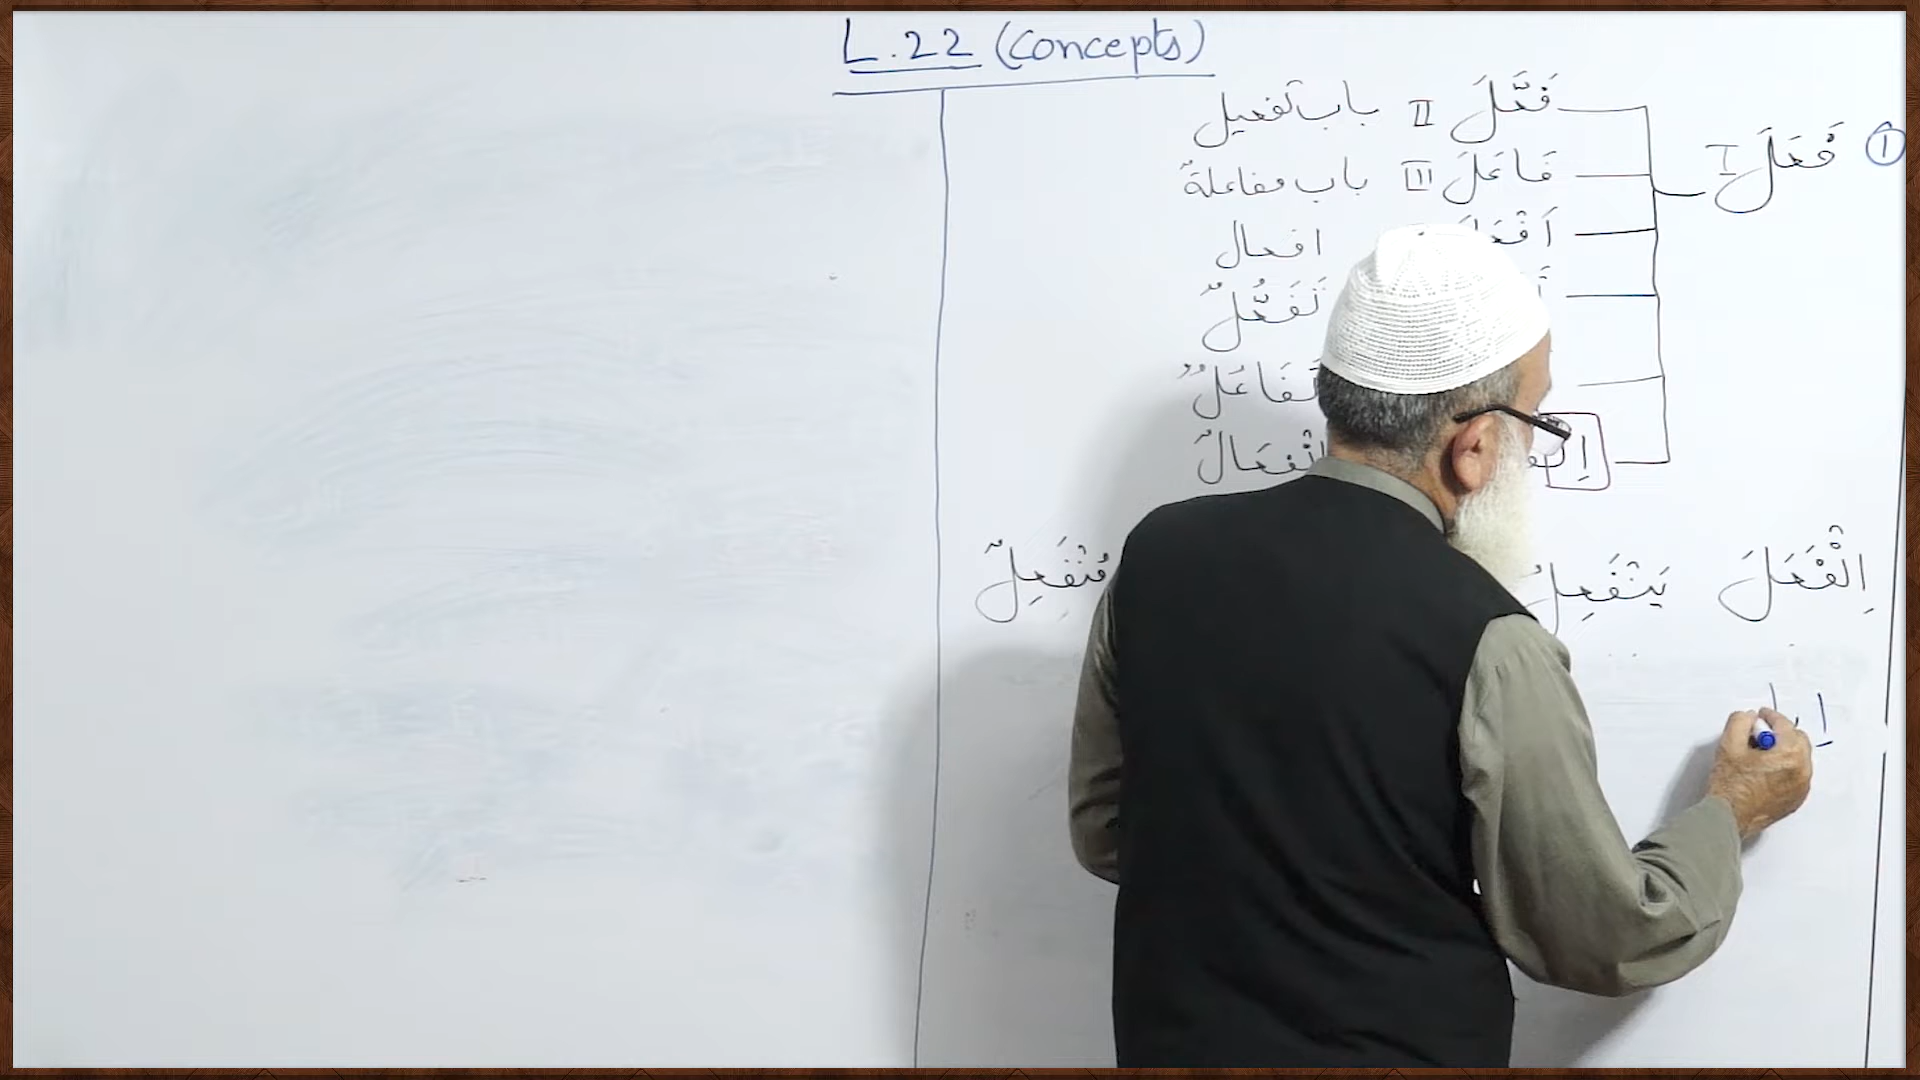 L.22 (Concepts)
① فَعَلَ I
فَعَّلَ II باب تفعیل
فَاعَلَ III باب مفاعلةٌ
اَفْعَلَ افعال
تَفَعُّلٌ
تَفَاعُلٌ
اِنْفِعَالٌ
اِنْفَعَلَ يَنْفَعِلُ مُنْفَعِلٌ